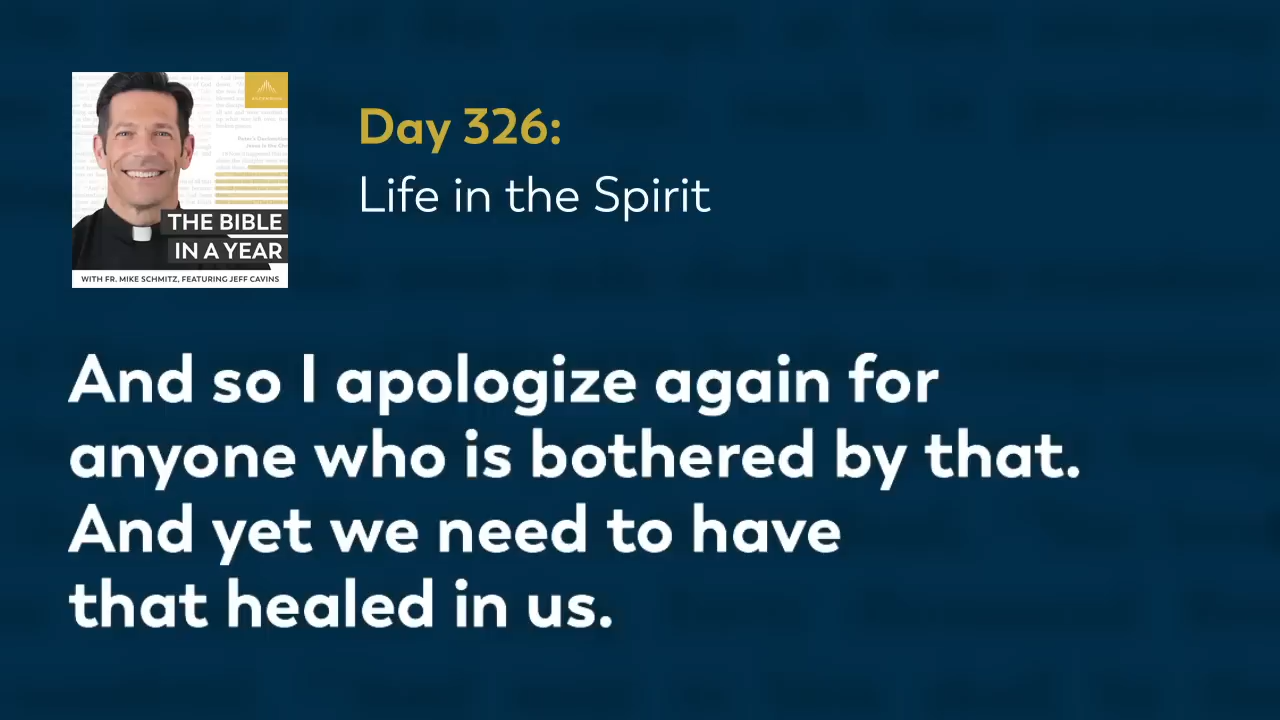 THE BIBLE
IN A YEAR
WITH FR. MIKE SCHMITZ, FEATURING JEFF CAVINS
Day 326:
Life in the Spirit
And so I apologize again for
anyone who is bothered by that.
And yet we need to have
that healed in us.